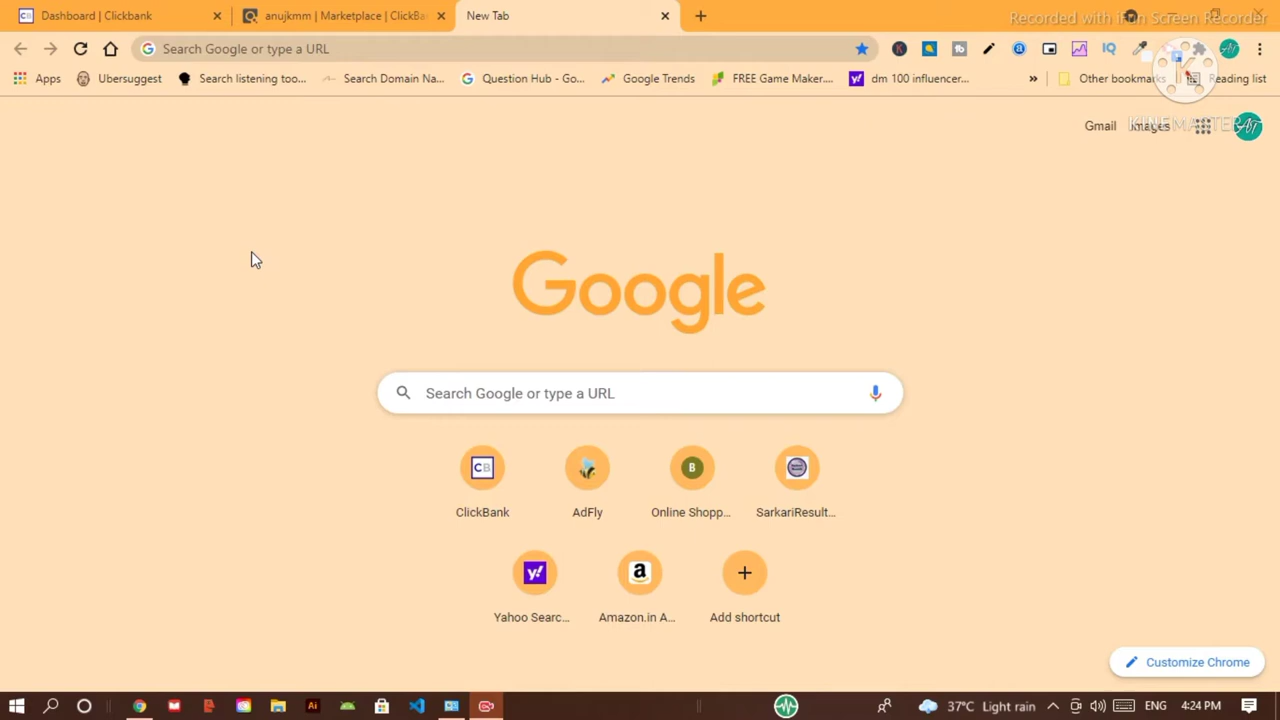 Dashboard | Clickbank
anujkmm | Marketplace | ClickBa
New Tab
Recorded with iFun Screen Recorder
Search Google or type a URL
Apps
Ubersuggest
Search listening too...
Search Domain Na...
Question Hub - Go...
Google Trends
FREE Game Maker....
dm 100 influencer...
»
Other bookmarks
Reading list
KINEMASTER
Gmail
Images
Google
Search Google or type a URL
CB
B
ClickBank
AdFly
Online Shopp...
SarkariResult...
y!
a
Yahoo Searc...
Amazon.in A...
Add shortcut
Customize Chrome
Ai
37°C Light rain
ENG
4:24 PM